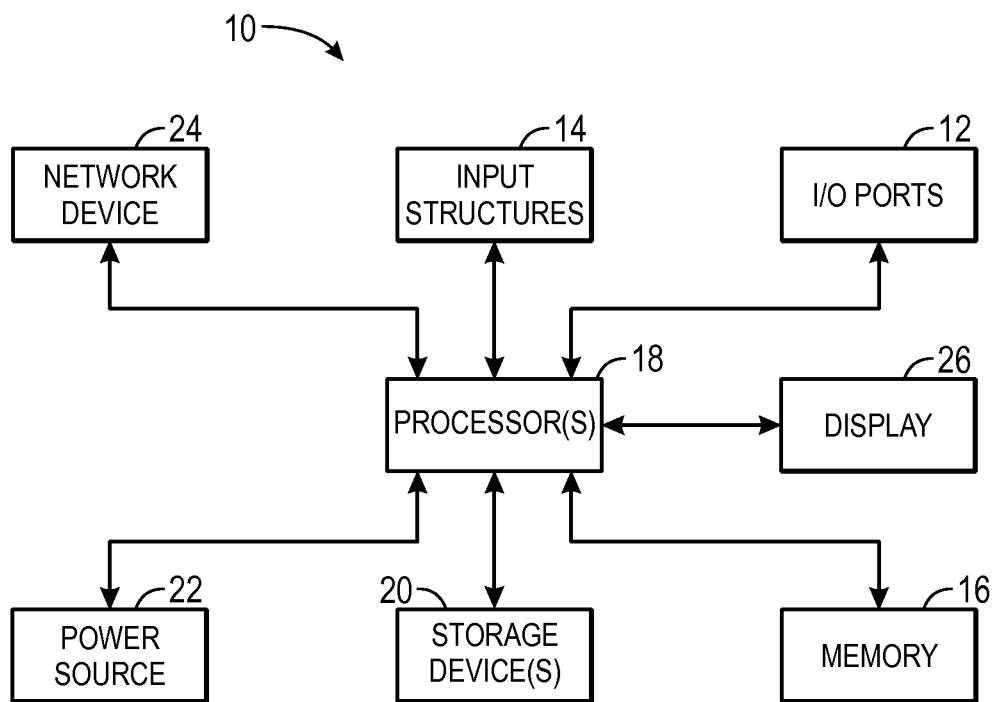 10
24
NETWORK
DEVICE
14
INPUT
STRUCTURES
12
I/O PORTS
18
PROCESSOR(S)
26
DISPLAY
22
POWER
SOURCE
20
STORAGE
DEVICE(S)
16
MEMORY